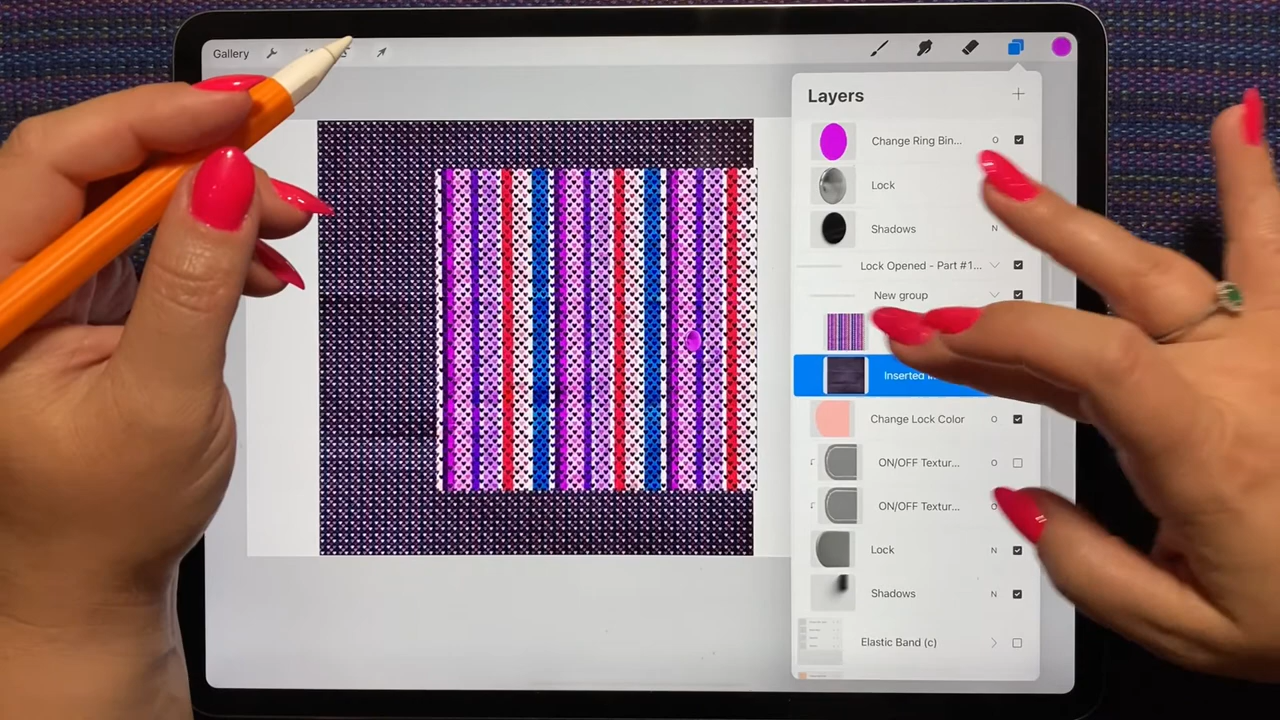 Gallery
Layers
Change Ring Bin... O
Lock
Shadows N
Lock Opened - Part #1...
New group
Inserted I
Change Lock Color O
ON/OFF Textur... O
ON/OFF Textur... O
Lock N
Shadows N
Elastic Band (c)